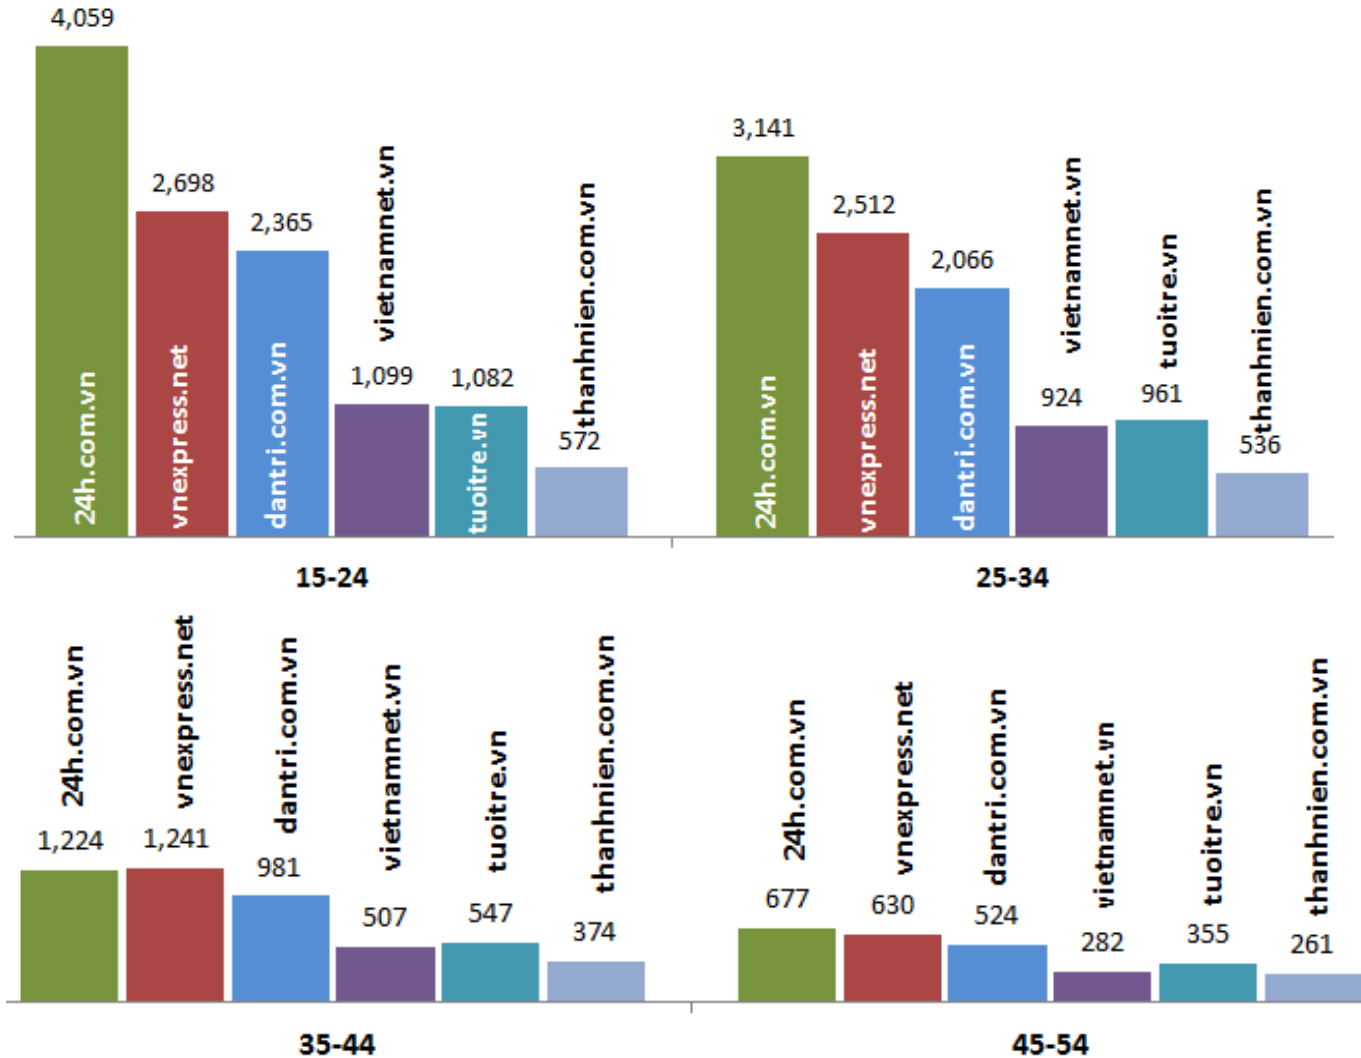 4,059
2,698
2,365
1,099
1,082
572
24h.com.vn
vnexpress.net
dantri.com.vn
vietnamnet.vn
tuoitre.vn
thanhnien.com.vn
15-24
3,141
2,512
2,066
924
961
536
24h.com.vn
vnexpress.net
dantri.com.vn
vietnamnet.vn
tuoitre.vn
thanhnien.com.vn
25-34
24h.com.vn
vnexpress.net
dantri.com.vn
vietnamnet.vn
tuoitre.vn
thanhnien.com.vn
1,224
1,241
981
507
547
374
35-44
24h.com.vn
vnexpress.net
dantri.com.vn
vietnamnet.vn
tuoitre.vn
thanhnien.com.vn
677
630
524
282
355
261
45-54